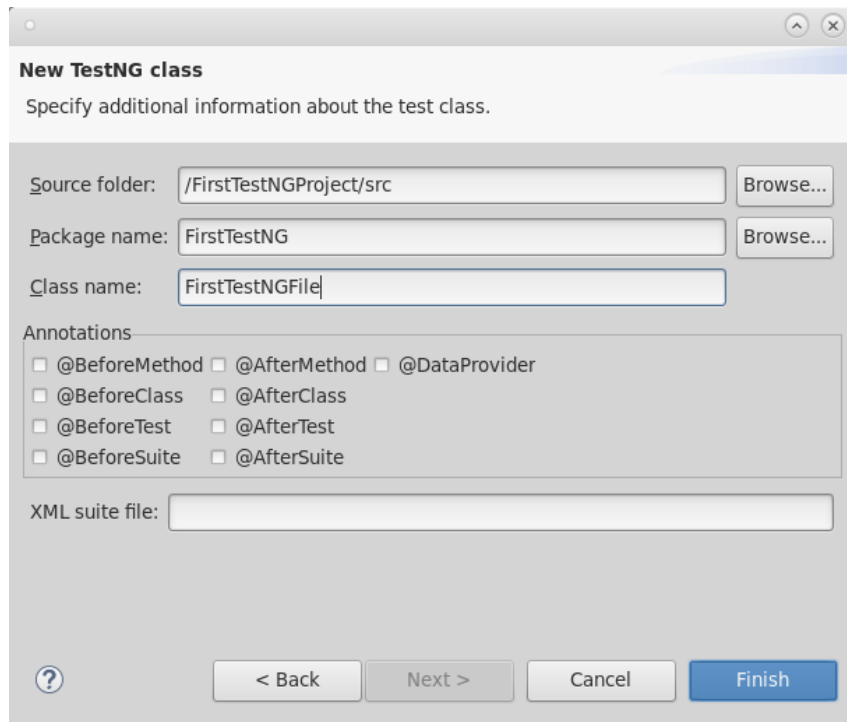 New TestNG class
Specify additional information about the test class.
Source folder: /FirstTestNGProject/src Browse...
Package name: FirstTestNG Browse...
Class name: FirstTestNGFile
Annotations
@BeforeMethod @AfterMethod @DataProvider
@BeforeClass @AfterClass
@BeforeTest @AfterTest
@BeforeSuite @AfterSuite
XML suite file:
? < Back Next > Cancel Finish